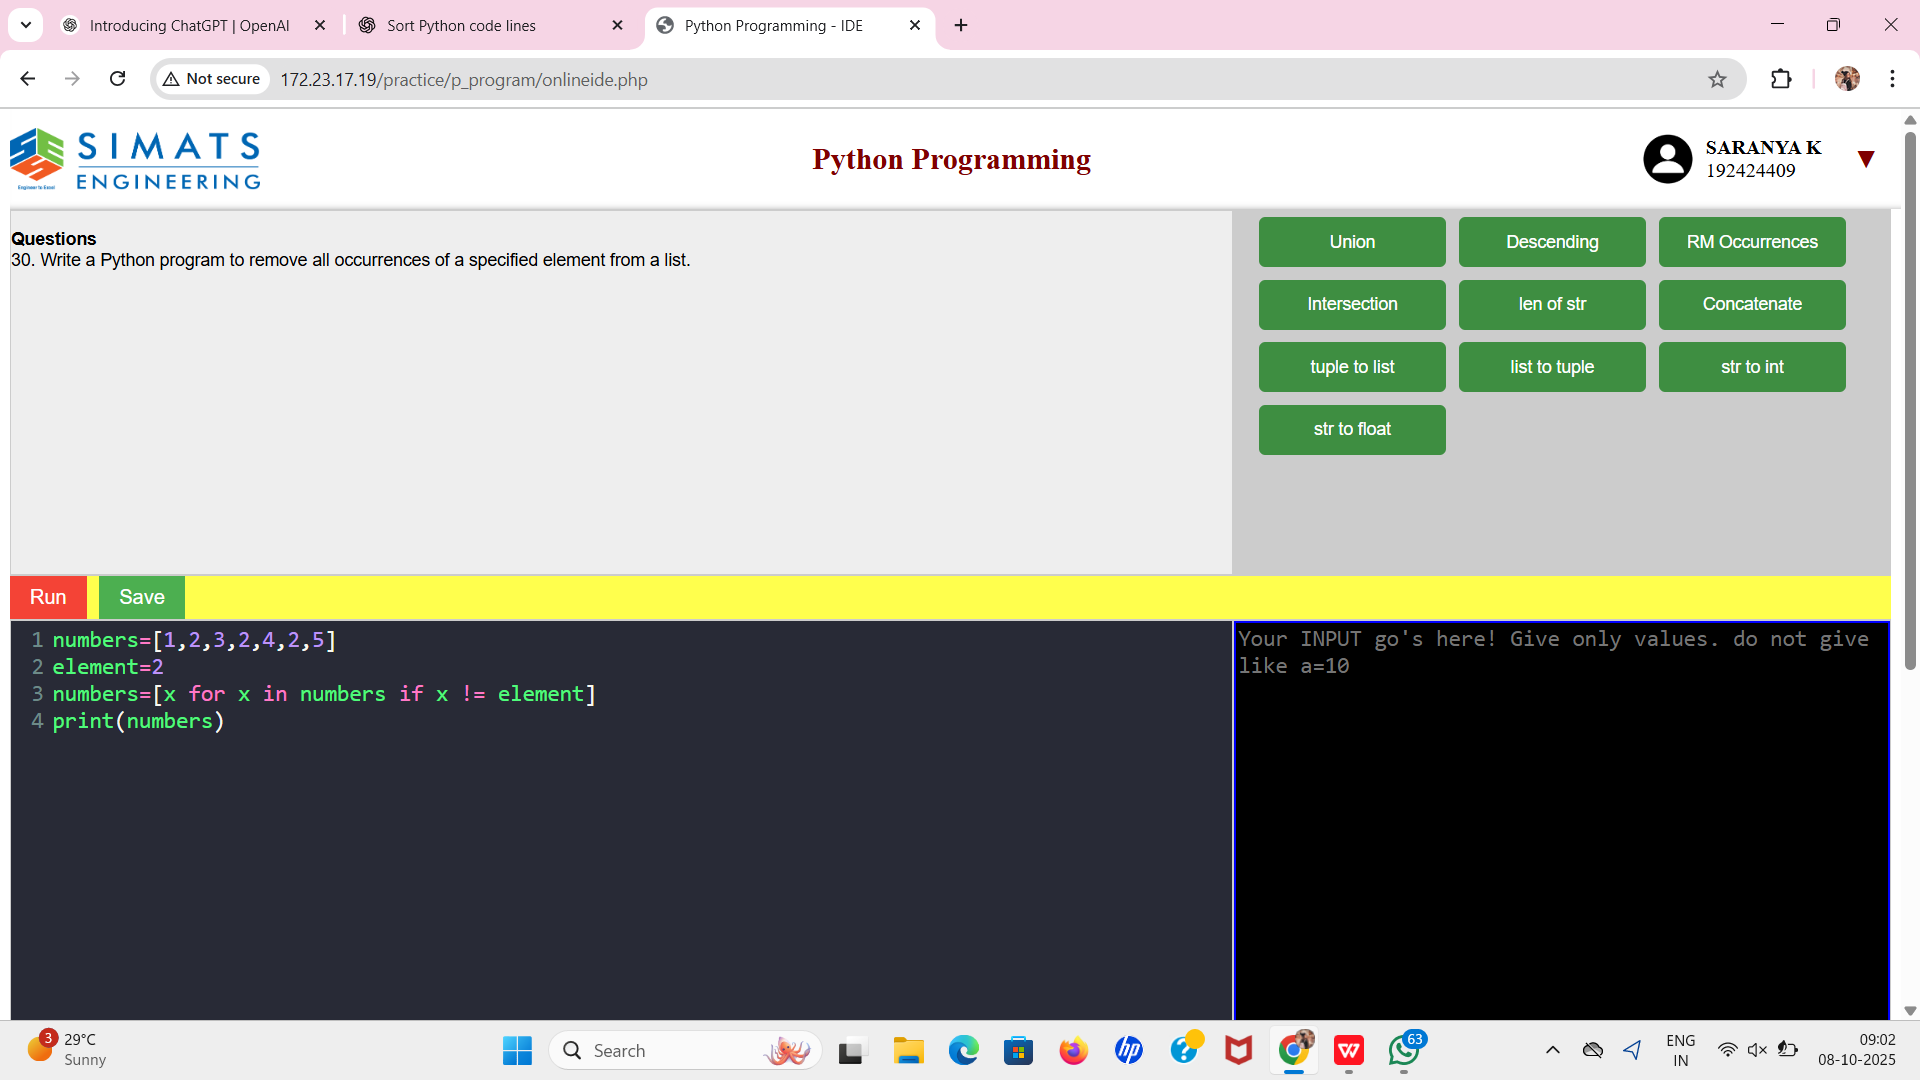 Introducing ChatGPT | OpenAI
Sort Python code lines
Python Programming - IDE
Not secure
172.23.17.19/practice/p_program/onlineide.php
SIMATS
ENGINEERING
Engineer to Excel
Python Programming
SARANYA K
192424409
Questions
30. Write a Python program to remove all occurrences of a specified element from a list.
Union
Descending
RM Occurrences
Intersection
len of str
Concatenate
tuple to list
list to tuple
str to int
str to float
Run
Save
1 numbers=[1,2,3,2,4,2,5]
2 element=2
3 numbers=[x for x in numbers if x != element]
4 print(numbers)
Your INPUT go's here! Give only values. do not give
like a=10
3
29°C
Sunny
Search
hp
W
63
ENG
IN
09:02
08-10-2025